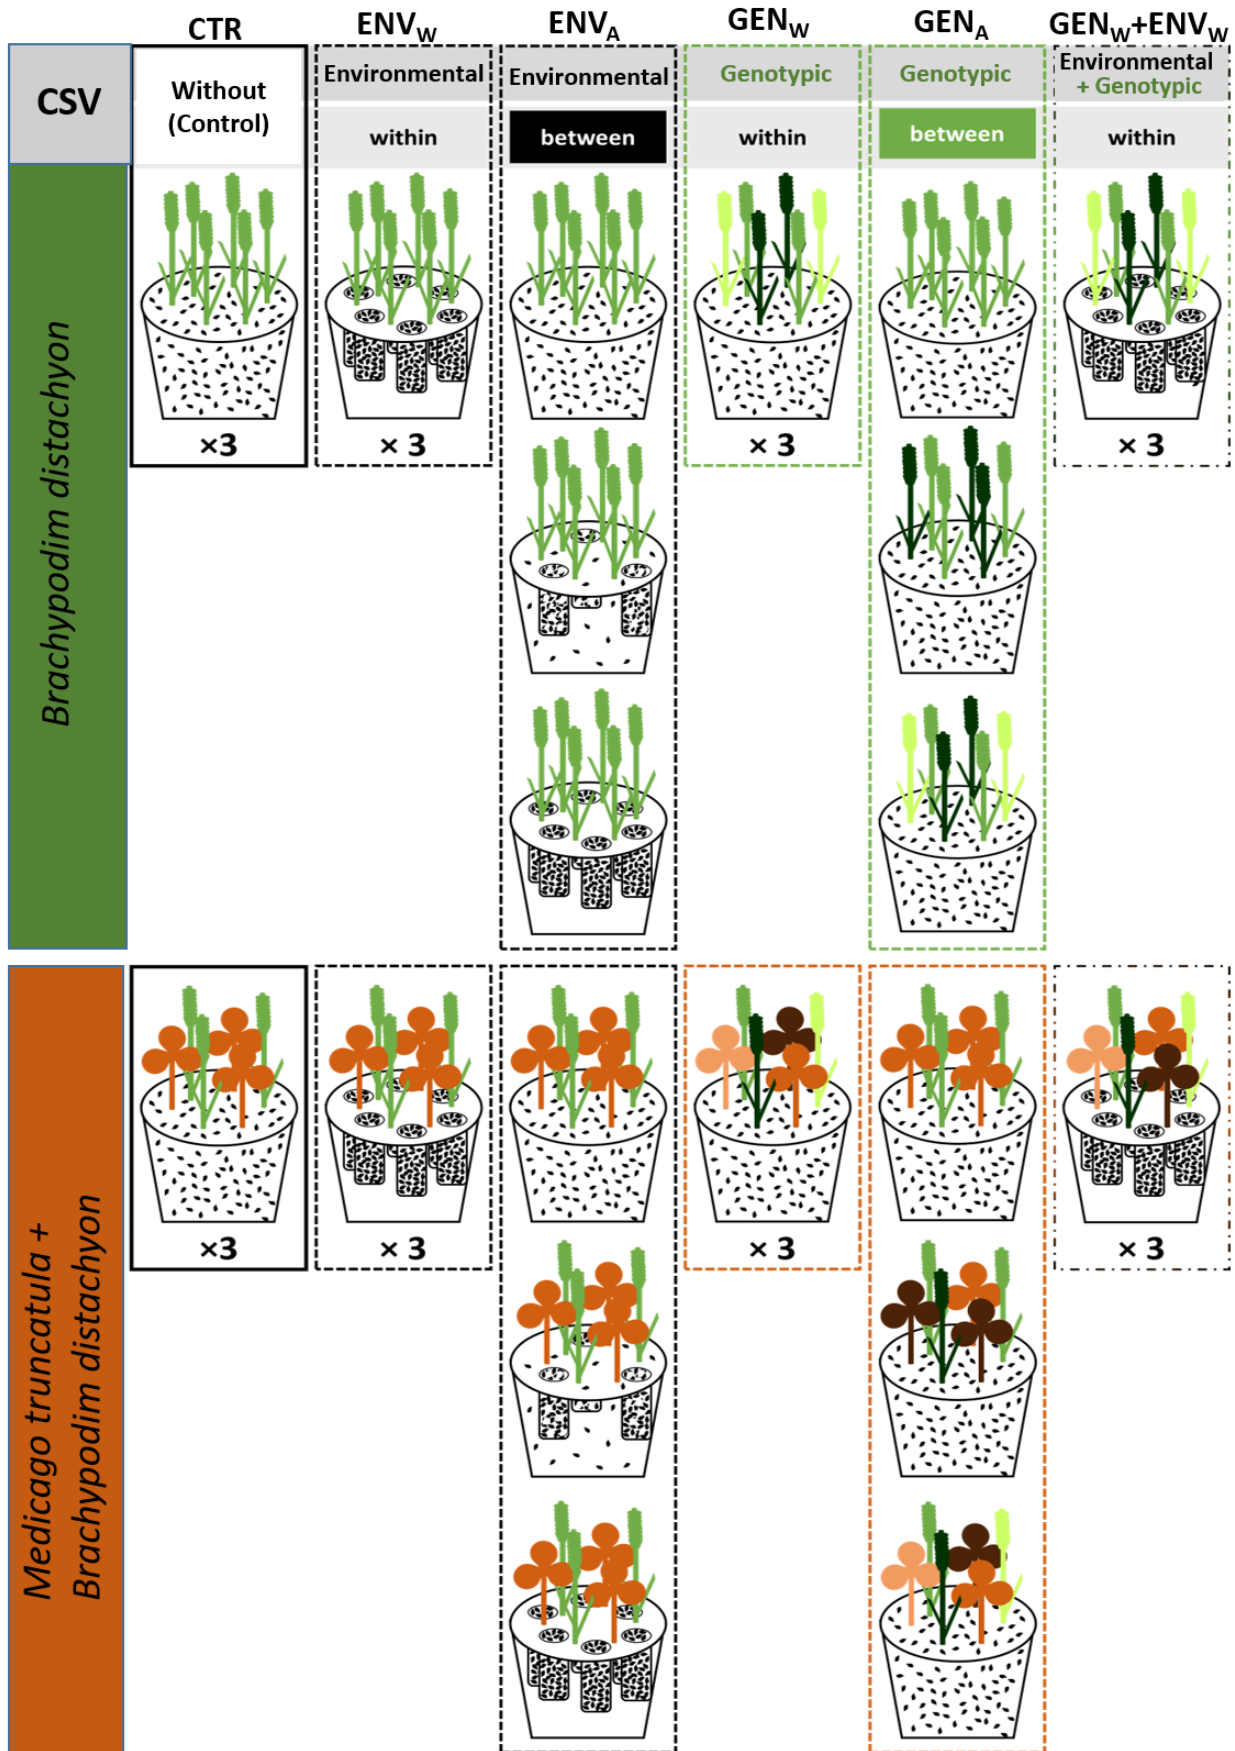 CTR
ENVW
ENVA
GENW
GENA
GENW+ENVW
CSV
Without
(Control)
Environmental
within
Environmental
between
Genotypic
within
Genotypic
between
Environmental
+ Genotypic
within
Brachypodim distachyon
×3
× 3
× 3
× 3
Medicago truncatula +
Brachypodim distachyon
×3
× 3
× 3
× 3